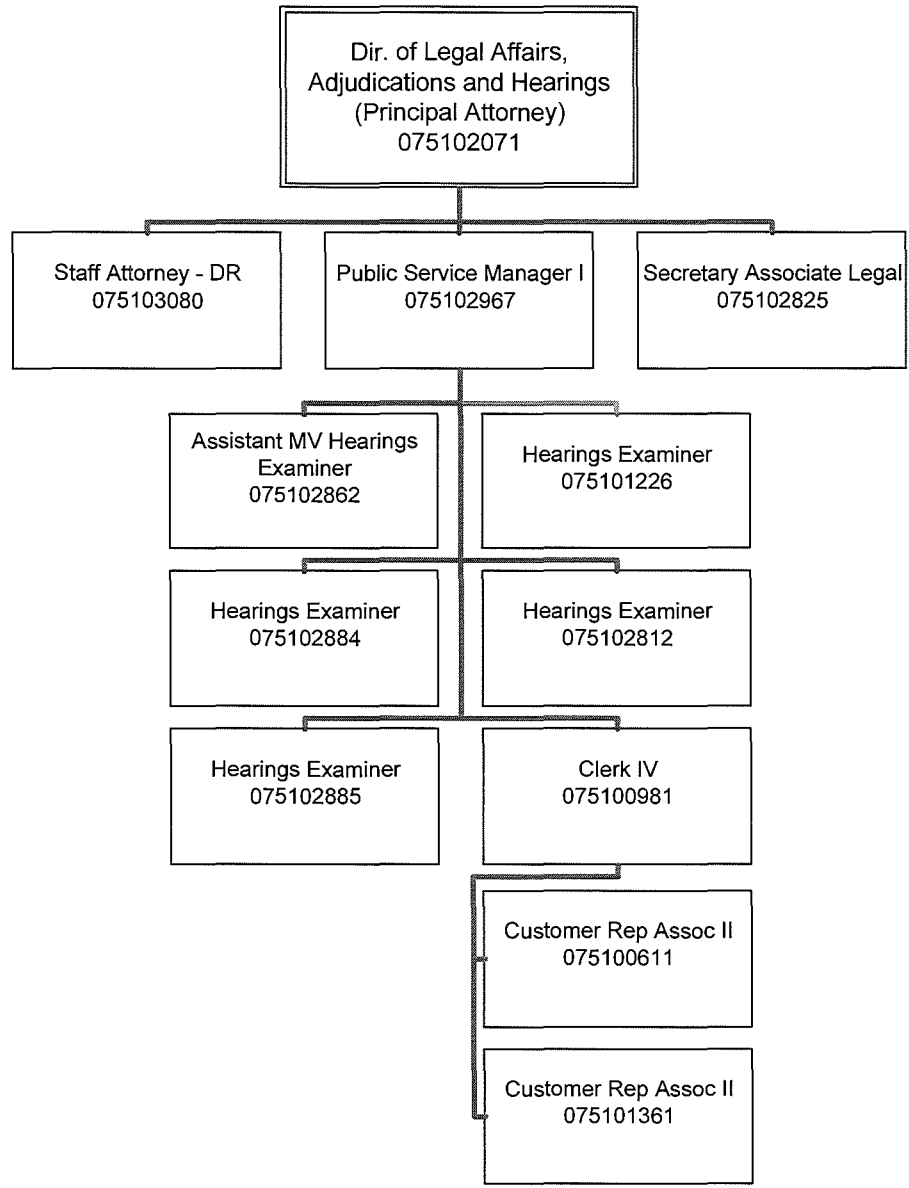 Dir. of Legal Affairs,
Adjudications and Hearings
(Principal Attorney)
075102071
Staff Attorney - DR
075103080
Public Service Manager I
075102967
Secretary Associate Legal
075102825
Assistant MV Hearings
Examiner
075102862
Hearings Examiner
075101226
Hearings Examiner
075102884
Hearings Examiner
075102812
Hearings Examiner
075102885
Clerk IV
075100981
Customer Rep Assoc II
075100611
Customer Rep Assoc II
075101361